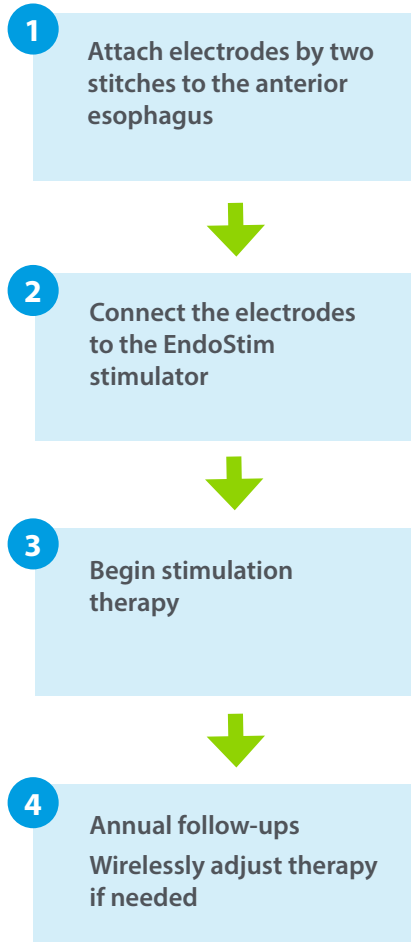 1
Attach electrodes by two
stitches to the anterior
esophagus
2
Connect the electrodes
to the EndoStim
stimulator
3
Begin stimulation
therapy
4
Annual follow-ups
Wirelessly adjust therapy
if needed